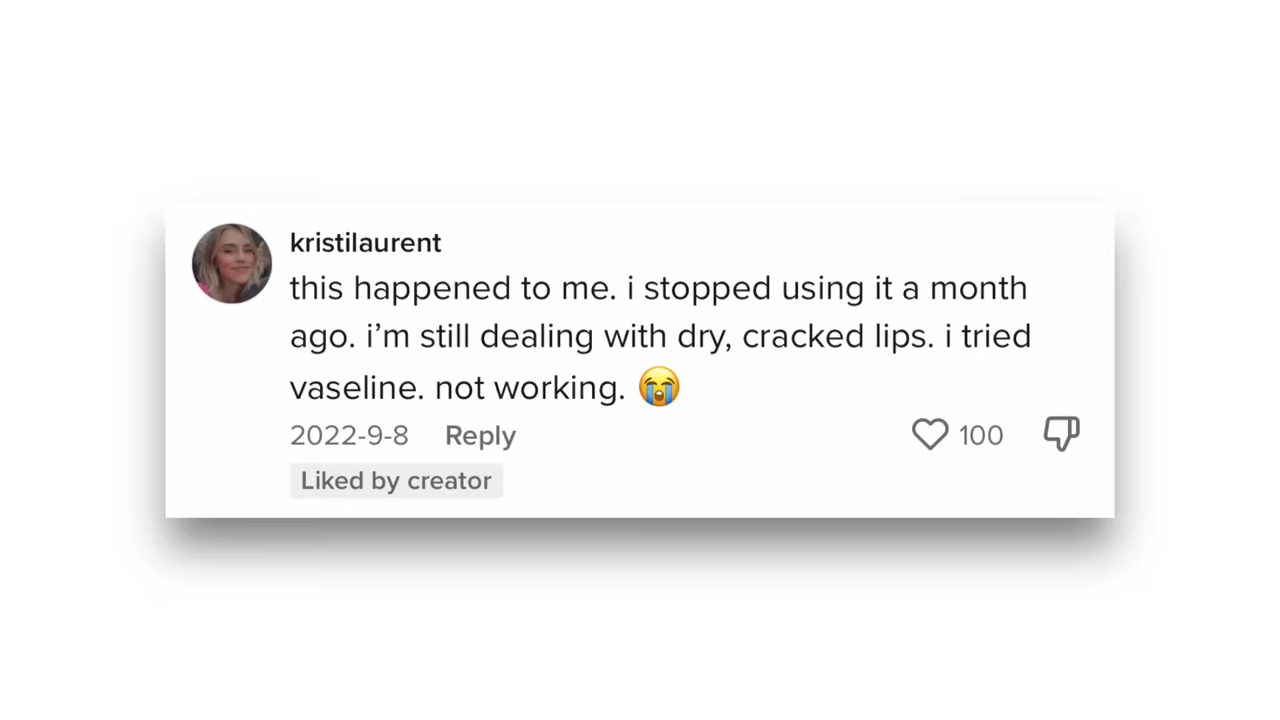 kristilaurent
this happened to me. i stopped using it a month
ago. i’m still dealing with dry, cracked lips. i tried
vaseline. not working. 😭
2022-9-8 Reply 100
Liked by creator